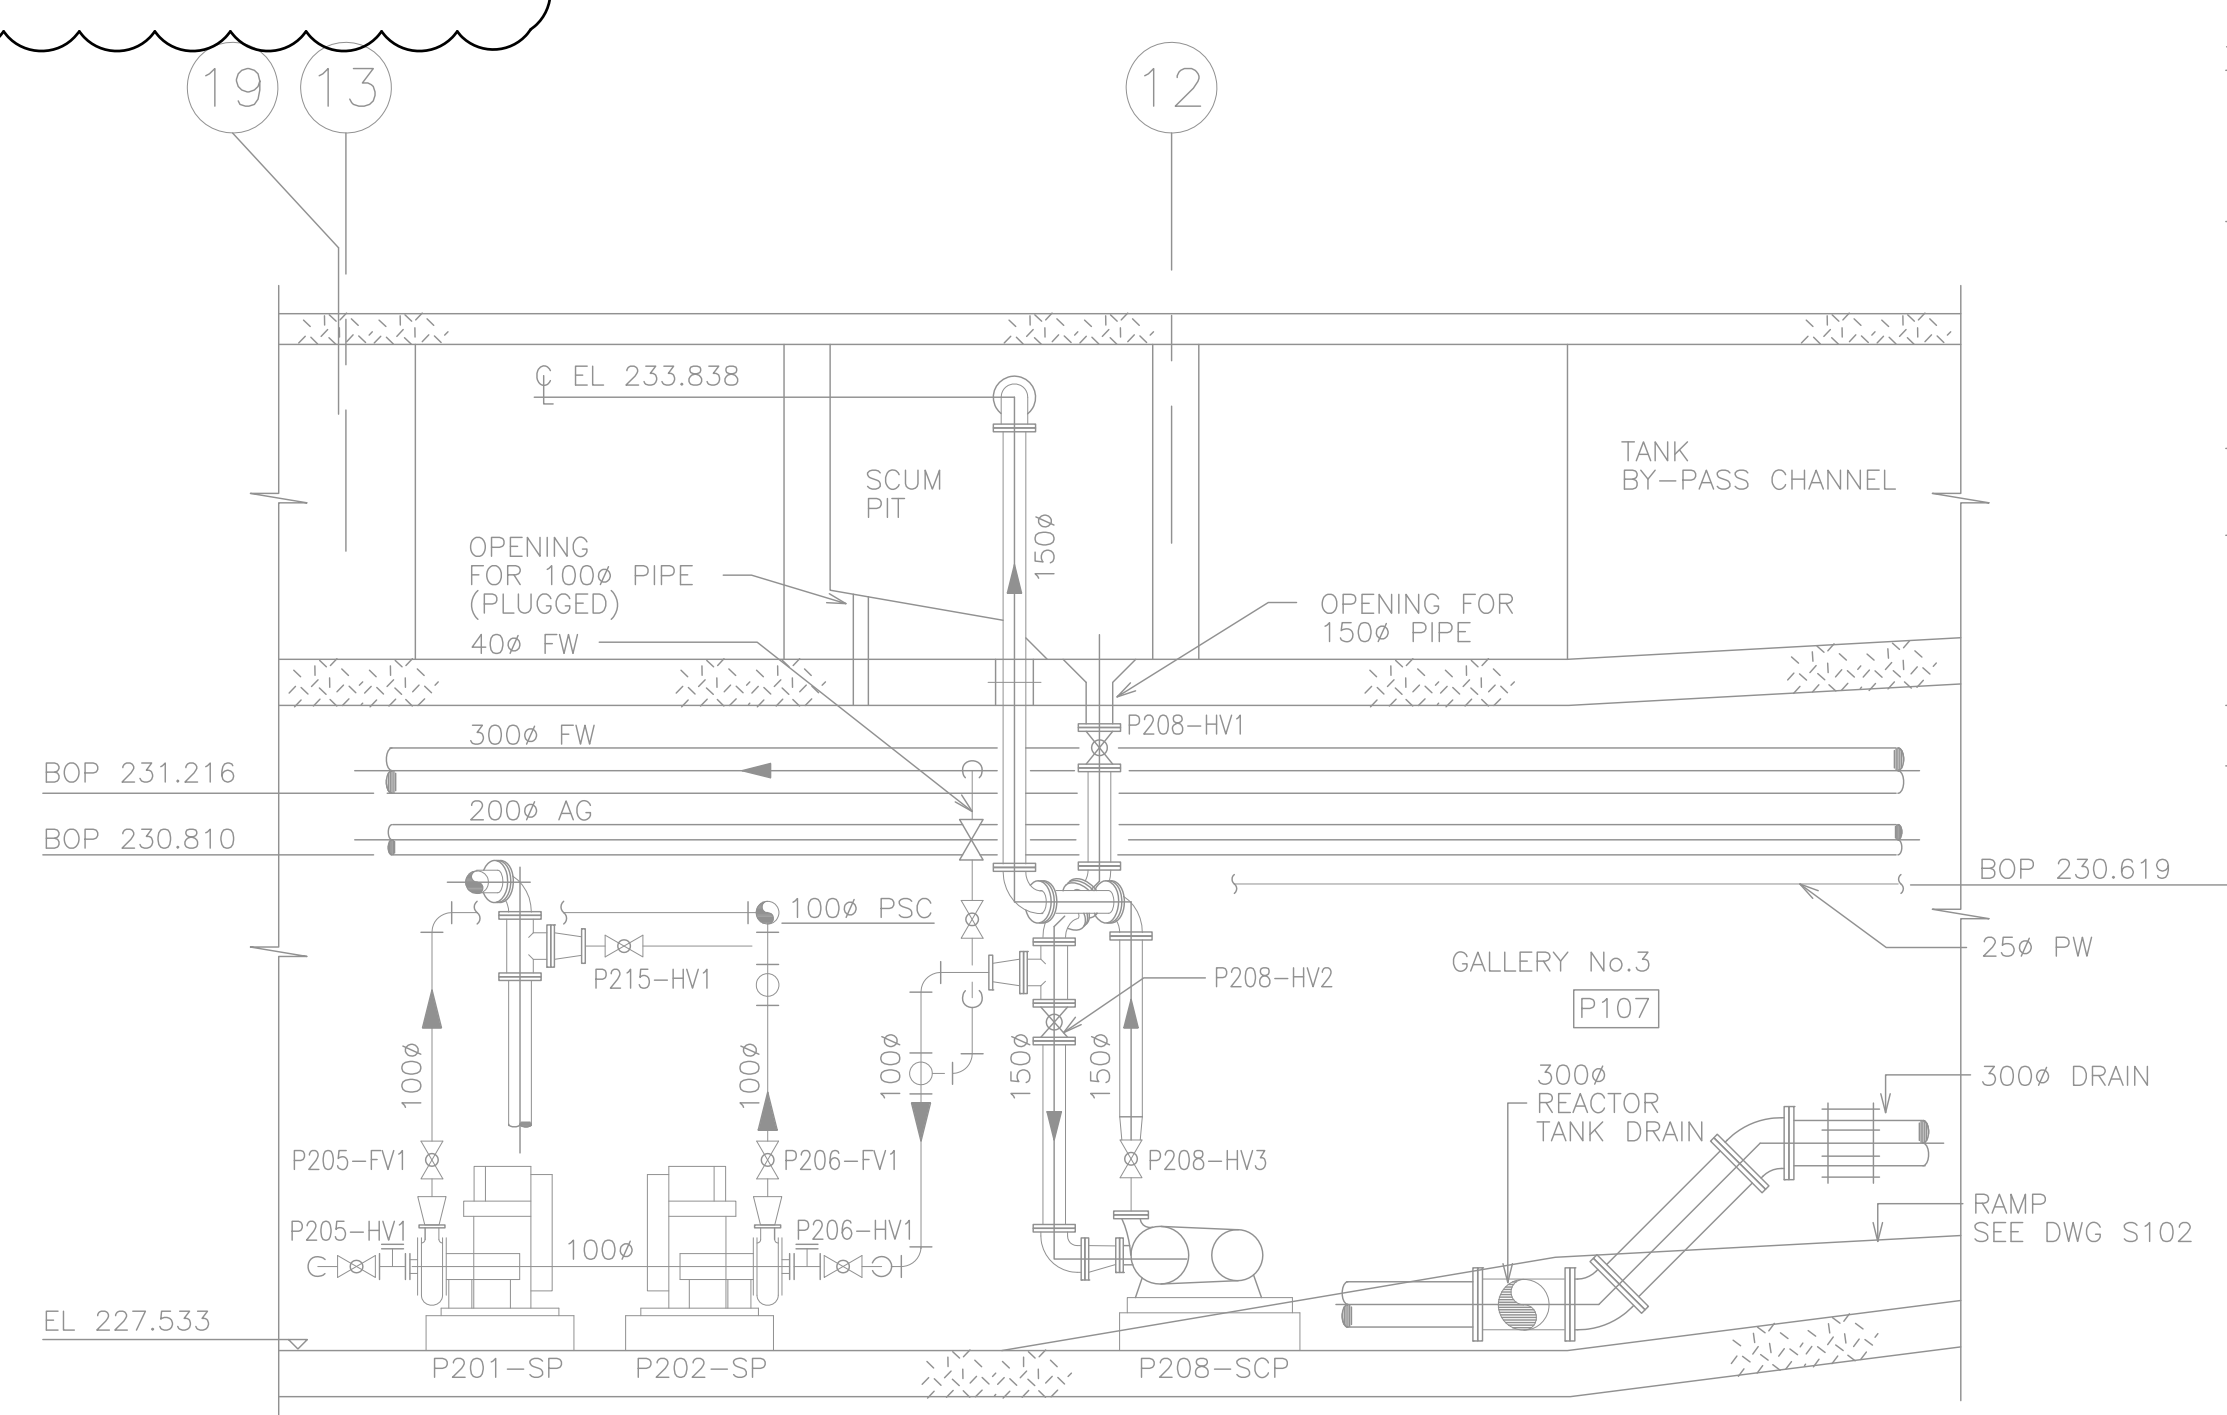 19
13
12
℄ EL 233.838
SCUM
PIT
TANK
BY-PASS CHANNEL
150ø
OPENING
FOR 100ø PIPE
(PLUGGED)
40ø FW
OPENING FOR
150ø PIPE
P208-HV1
300ø FW
BOP 231.216
200ø AG
BOP 230.810
BOP 230.619
100ø PSC
25ø PW
GALLERY No.3
P107
P215-HV1
P208-HV2
100ø
100ø
100ø
150ø
150ø
300ø
REACTOR
TANK DRAIN
300ø DRAIN
P205-FV1
P206-FV1
P208-HV3
P205-HV1
P206-HV1
100ø
RAMP
SEE DWG S102
EL 227.533
P201-SP
P202-SP
P208-SCP